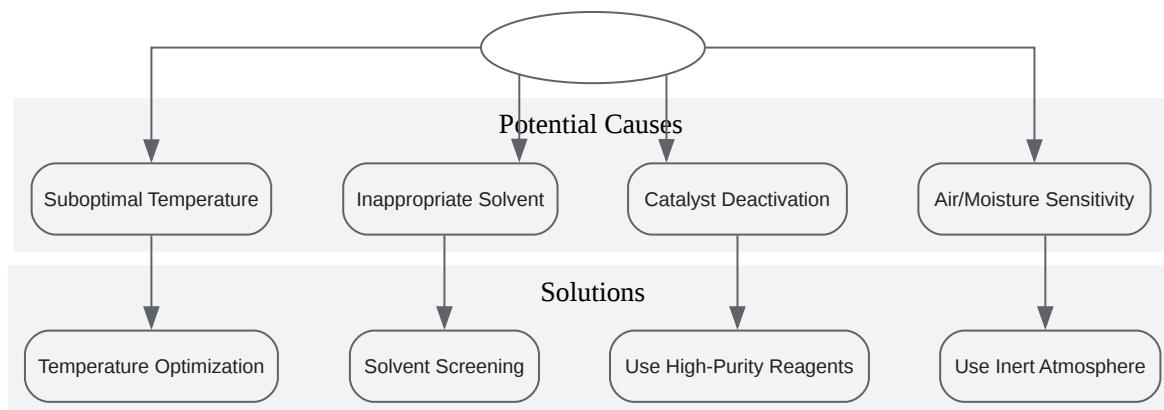 Potential Causes
Suboptimal Temperature
Inappropriate Solvent
Catalyst Deactivation
Air/Moisture Sensitivity
Solutions
Temperature Optimization
Solvent Screening
Use High-Purity Reagents
Use Inert Atmosphere